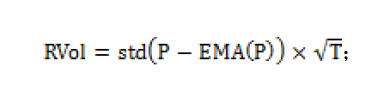 RVol = std(P − EMA(P)) × √T;